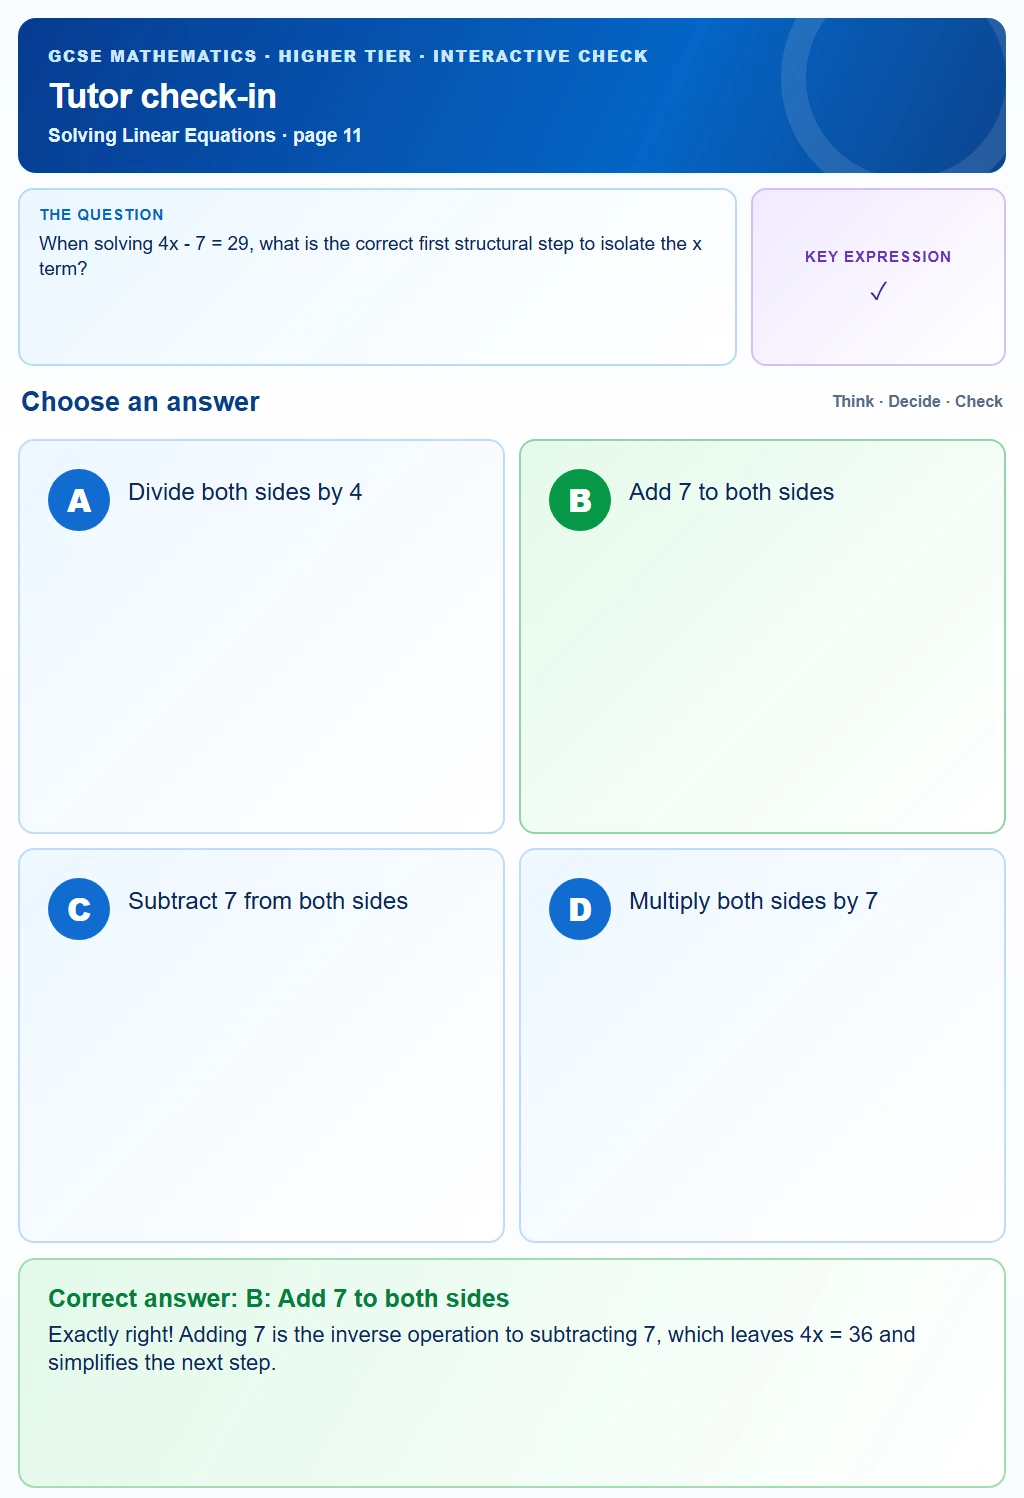 GCSE MATHEMATICS · HIGHER TIER · INTERACTIVE CHECK
Tutor check-in
Solving Linear Equations · page 11
THE QUESTION
When solving 4x - 7 = 29, what is the correct first structural step to isolate the x
term?
KEY EXPRESSION
✓
Choose an answer
Think · Decide · Check
A
Divide both sides by 4
B
Add 7 to both sides
C
Subtract 7 from both sides
D
Multiply both sides by 7
Correct answer: B: Add 7 to both sides
Exactly right! Adding 7 is the inverse operation to subtracting 7, which leaves 4x = 36 and
simplifies the next step.